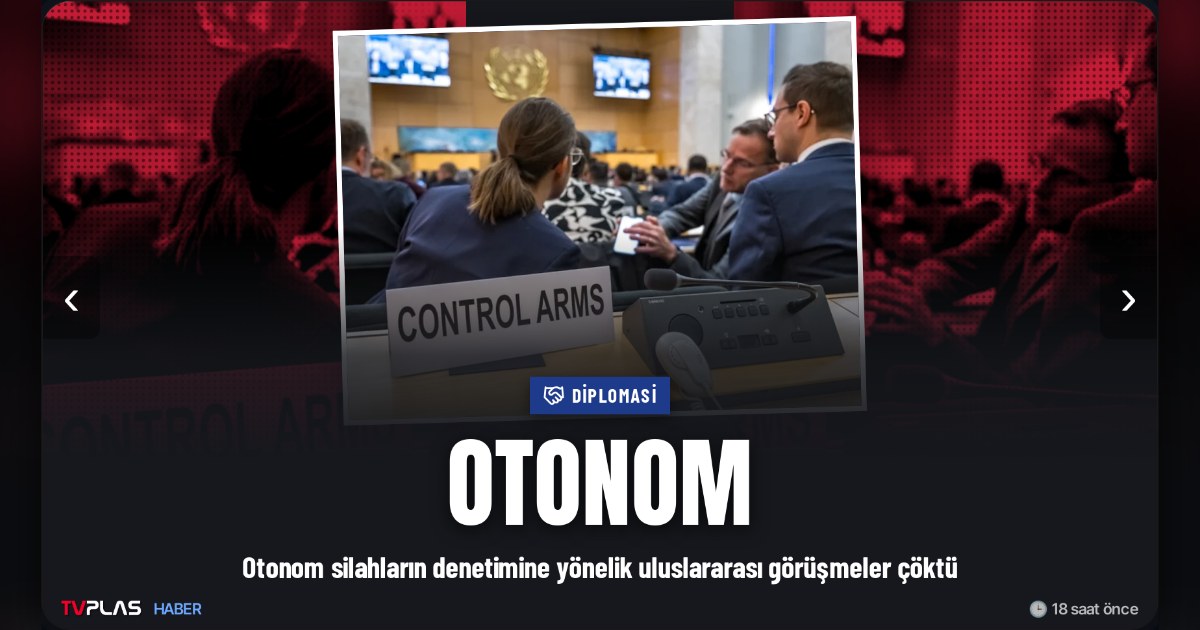 CONTROL ARMS
DİPLOMASİ
OTONOM
Otonom silahların denetimine yönelik uluslararası görüşmeler çöktü
TVPLAS HABER
18 saat önce